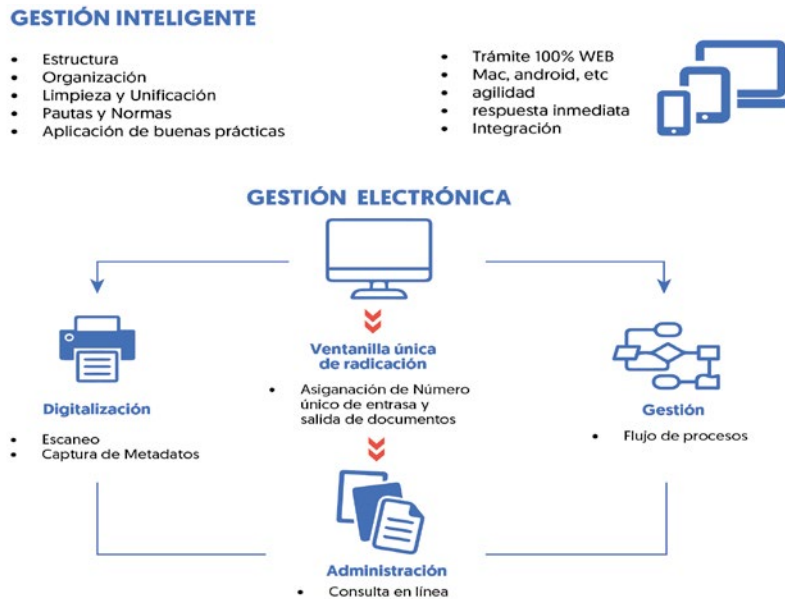 GESTIÓN INTELIGENTE
• Estructura
• Organización
• Limpieza y Unificación
• Pautas y Normas
• Aplicación de buenas prácticas
• Trámite 100% WEB
• Mac, android, etc
• agilidad
• respuesta inmediata
• Integración
GESTIÓN ELECTRÓNICA
Digitalización
• Escaneo
• Captura de Metadatos
Ventanilla única
de radicación
• Asiganación de Número
único de entrasa y
salida de documentos
Gestión
• Flujo de procesos
Administración
• Consulta en línea